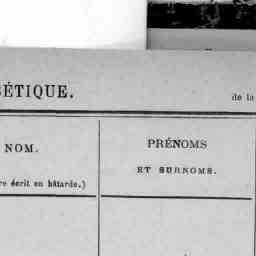 ÉTIQUE.
de la
NOM.
PRÉNOMS
ET SURNOMS.
re écrit en bâtarde.)